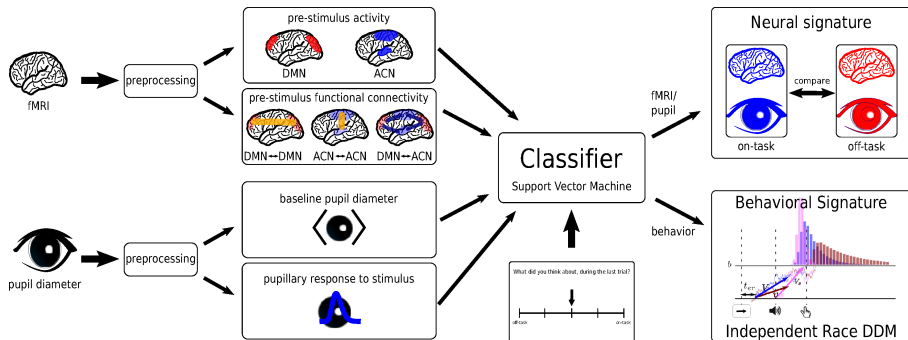 fMRI
preprocessing
pre-stimulus activity
DMN
ACN
pre-stimulus functional connectivity
DMN↔DMN
ACN↔ACN
DMN↔ACN
pupil diameter
preprocessing
baseline pupil diameter
pupillary response to stimulus
Classifier
Support Vector Machine
What did you think about, during the last trial?
off-task
on-task
fMRI/
pupil
behavior
Neural signature
compare
on-task
off-task
Behavioral Signature
b
t_er
Independent Race DDM